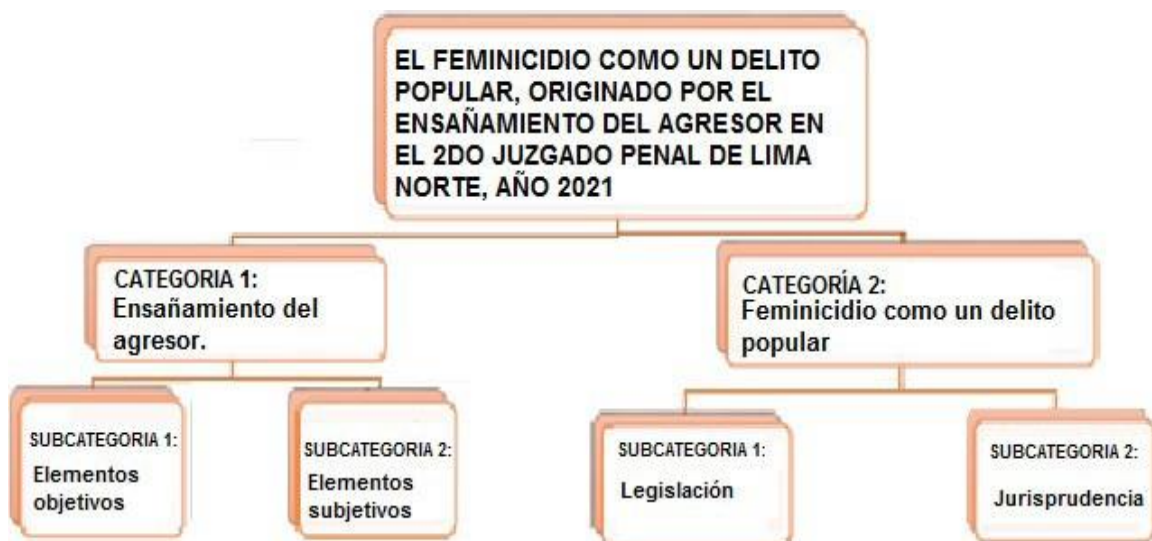 EL FEMINICIDIO COMO UN DELITO
POPULAR, ORIGINADO POR EL
ENSAÑAMIENTO DEL AGRESOR EN
EL 2DO JUZGADO PENAL DE LIMA
NORTE, AÑO 2021
CATEGORIA 1:
Ensañamiento del
agresor.
CATEGORÍA 2:
Feminicidio como un delito
popular
SUBCATEGORIA 1:
Elementos
objetivos
SUBCATEGORIA 2:
Elementos
subjetivos
SUBCATEGORIA 1:
Legislación
SUBCATEGORIA 2:
Jurisprudencia